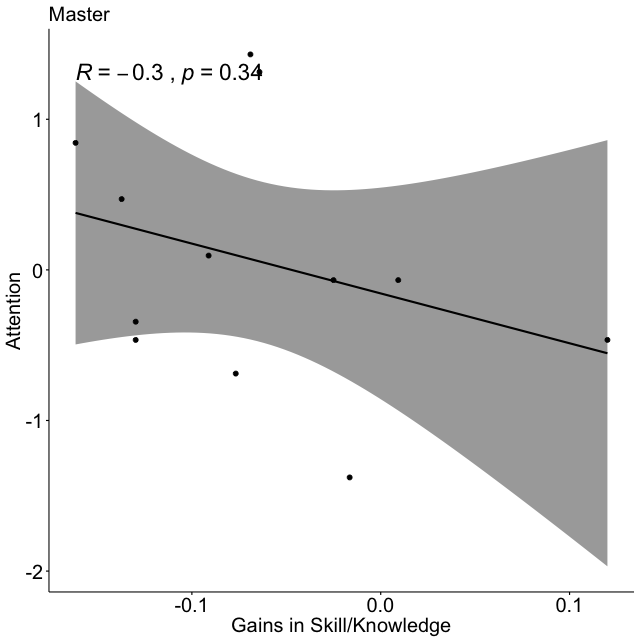 Master
R = −0.3 , p = 0.34
1
0
-1
-2
Attention
-0.1
0.0
0.1
Gains in Skill/Knowledge